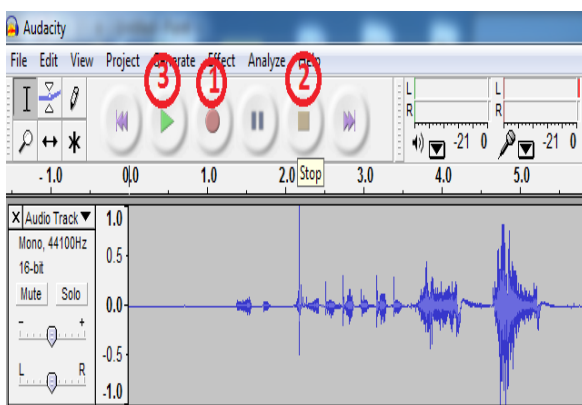 Audacity
File Edit View Project Generate Effect Analyze Help
3 1 2
L
R
-21 0
L
R
-21 0
Stop
-1.0 0,0 1.0 2.0 3.0 4.0 5.0
X Audio Track
Mono, 44100Hz
16-bit
Mute Solo
- +
L R
1.0
0.5
0.0
-0.5
-1.0